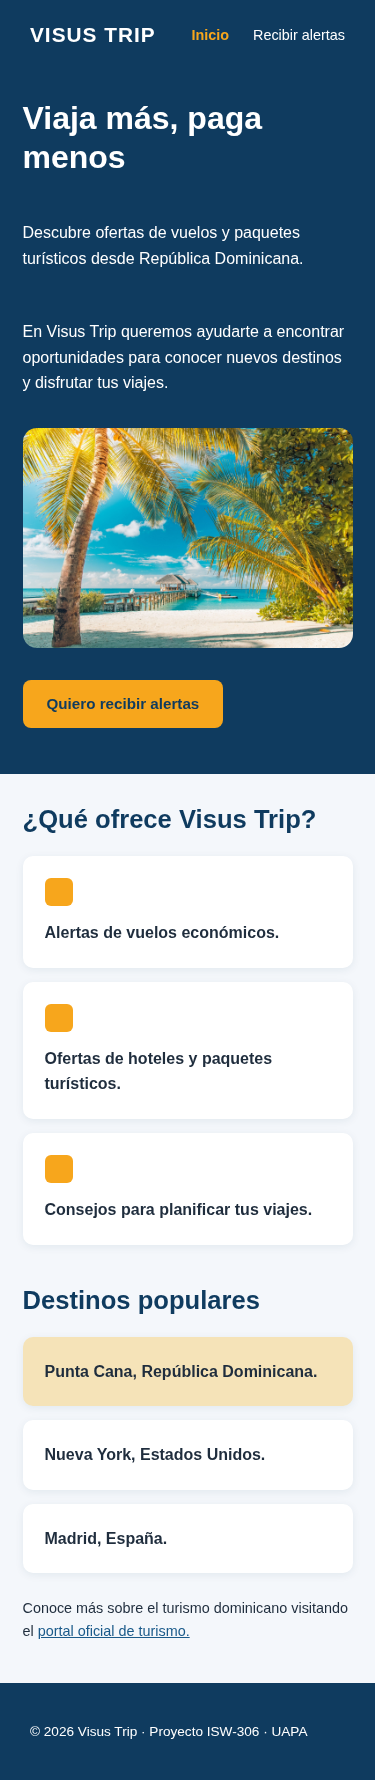 VISUS TRIP
Inicio
Recibir alertas
Viaja más, paga
menos
Descubre ofertas de vuelos y paquetes
turísticos desde República Dominicana.
En Visus Trip queremos ayudarte a encontrar
oportunidades para conocer nuevos destinos
y disfrutar tus viajes.
Quiero recibir alertas
¿Qué ofrece Visus Trip?
Alertas de vuelos económicos.
Ofertas de hoteles y paquetes
turísticos.
Consejos para planificar tus viajes.
Destinos populares
Punta Cana, República Dominicana.
Nueva York, Estados Unidos.
Madrid, España.
Conoce más sobre el turismo dominicano visitando
el portal oficial de turismo.
© 2026 Visus Trip · Proyecto ISW-306 · UAPA